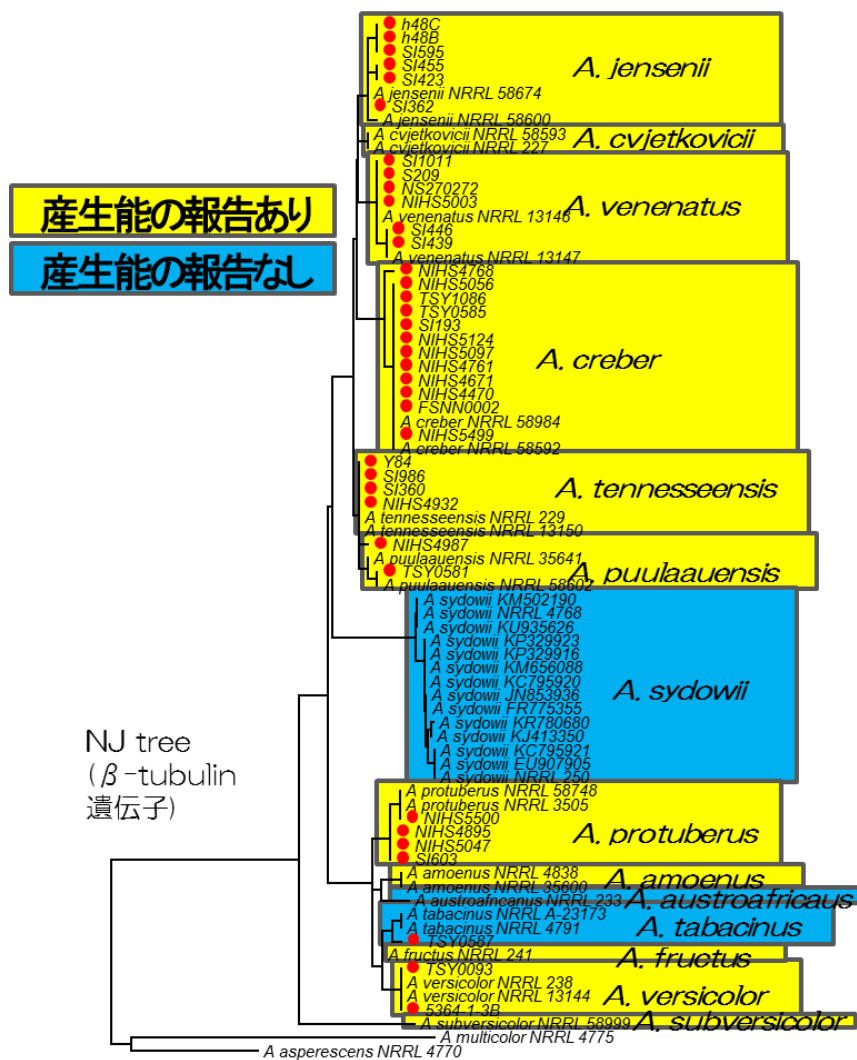 h48C
h48B
SI595
SI455
SI423
A jensenii NRRL 58674
SI362
A jensenii NRRL 58600
A. jensenii
A cvjetkovicii NRRL 58593
A cvjetkovicii NRRL 227
A. cvjetkovicii
SI1011
S209
NS270272
NIHS5003
A venenatus NRRL 13146
SI446
SI439
A venenatus NRRL 13147
A. venenatus
産生能の報告あり
産生能の報告なし
NIHS4768
NIHS5056
TSY1086
TSY0585
SI193
NIHS5124
NIHS5097
NIHS4761
NIHS4671
NIHS4470
FSNN0002
A creber NRRL 58984
NIHS5499
A creber NRRL 58592
A. creber
Y84
SI986
SI360
NIHS4932
A tennesseensis NRRL 229
A tennesseensis NRRL 13150
A. tennesseensis
NIHS4987
A puulaauensis NRRL 35641
TSY0581
A puulaauensis NRRL 58602
A. puulaauensis
A sydowii KM502190
A sydowii NRRL 4768
A sydowii KU935626
A sydowii KP329923
A sydowii KP329916
A sydowii KM656088
A sydowii KC795920
A sydowii JN853936
A sydowii FR775355
A sydowii KR780680
A sydowii KJ413350
A sydowii KC795921
A sydowii EU907905
A sydowii NRRL 250
A. sydowii
NJ tree
(β-tubulin
遺伝子)
A protuberus NRRL 58748
A protuberus NRRL 3505
NIHS5500
NIHS4895
NIHS5047
SI603
A. protuberus
A amoenus NRRL 4838
A amoenus NRRL 35600
A. amoenus
A austroafricanus NRRL 233
A. austroafricaus
A tabacinus NRRL A-23173
A tabacinus NRRL 4791
TSY0587
A. tabacinus
A fructus NRRL 241
A. fructus
TSY0093
A versicolor NRRL 238
A versicolor NRRL 13144
5364-1-3B
A. versicolor
A subversicolor NRRL 58999
A. subversicolor
A multicolor NRRL 4775
A asperescens NRRL 4770